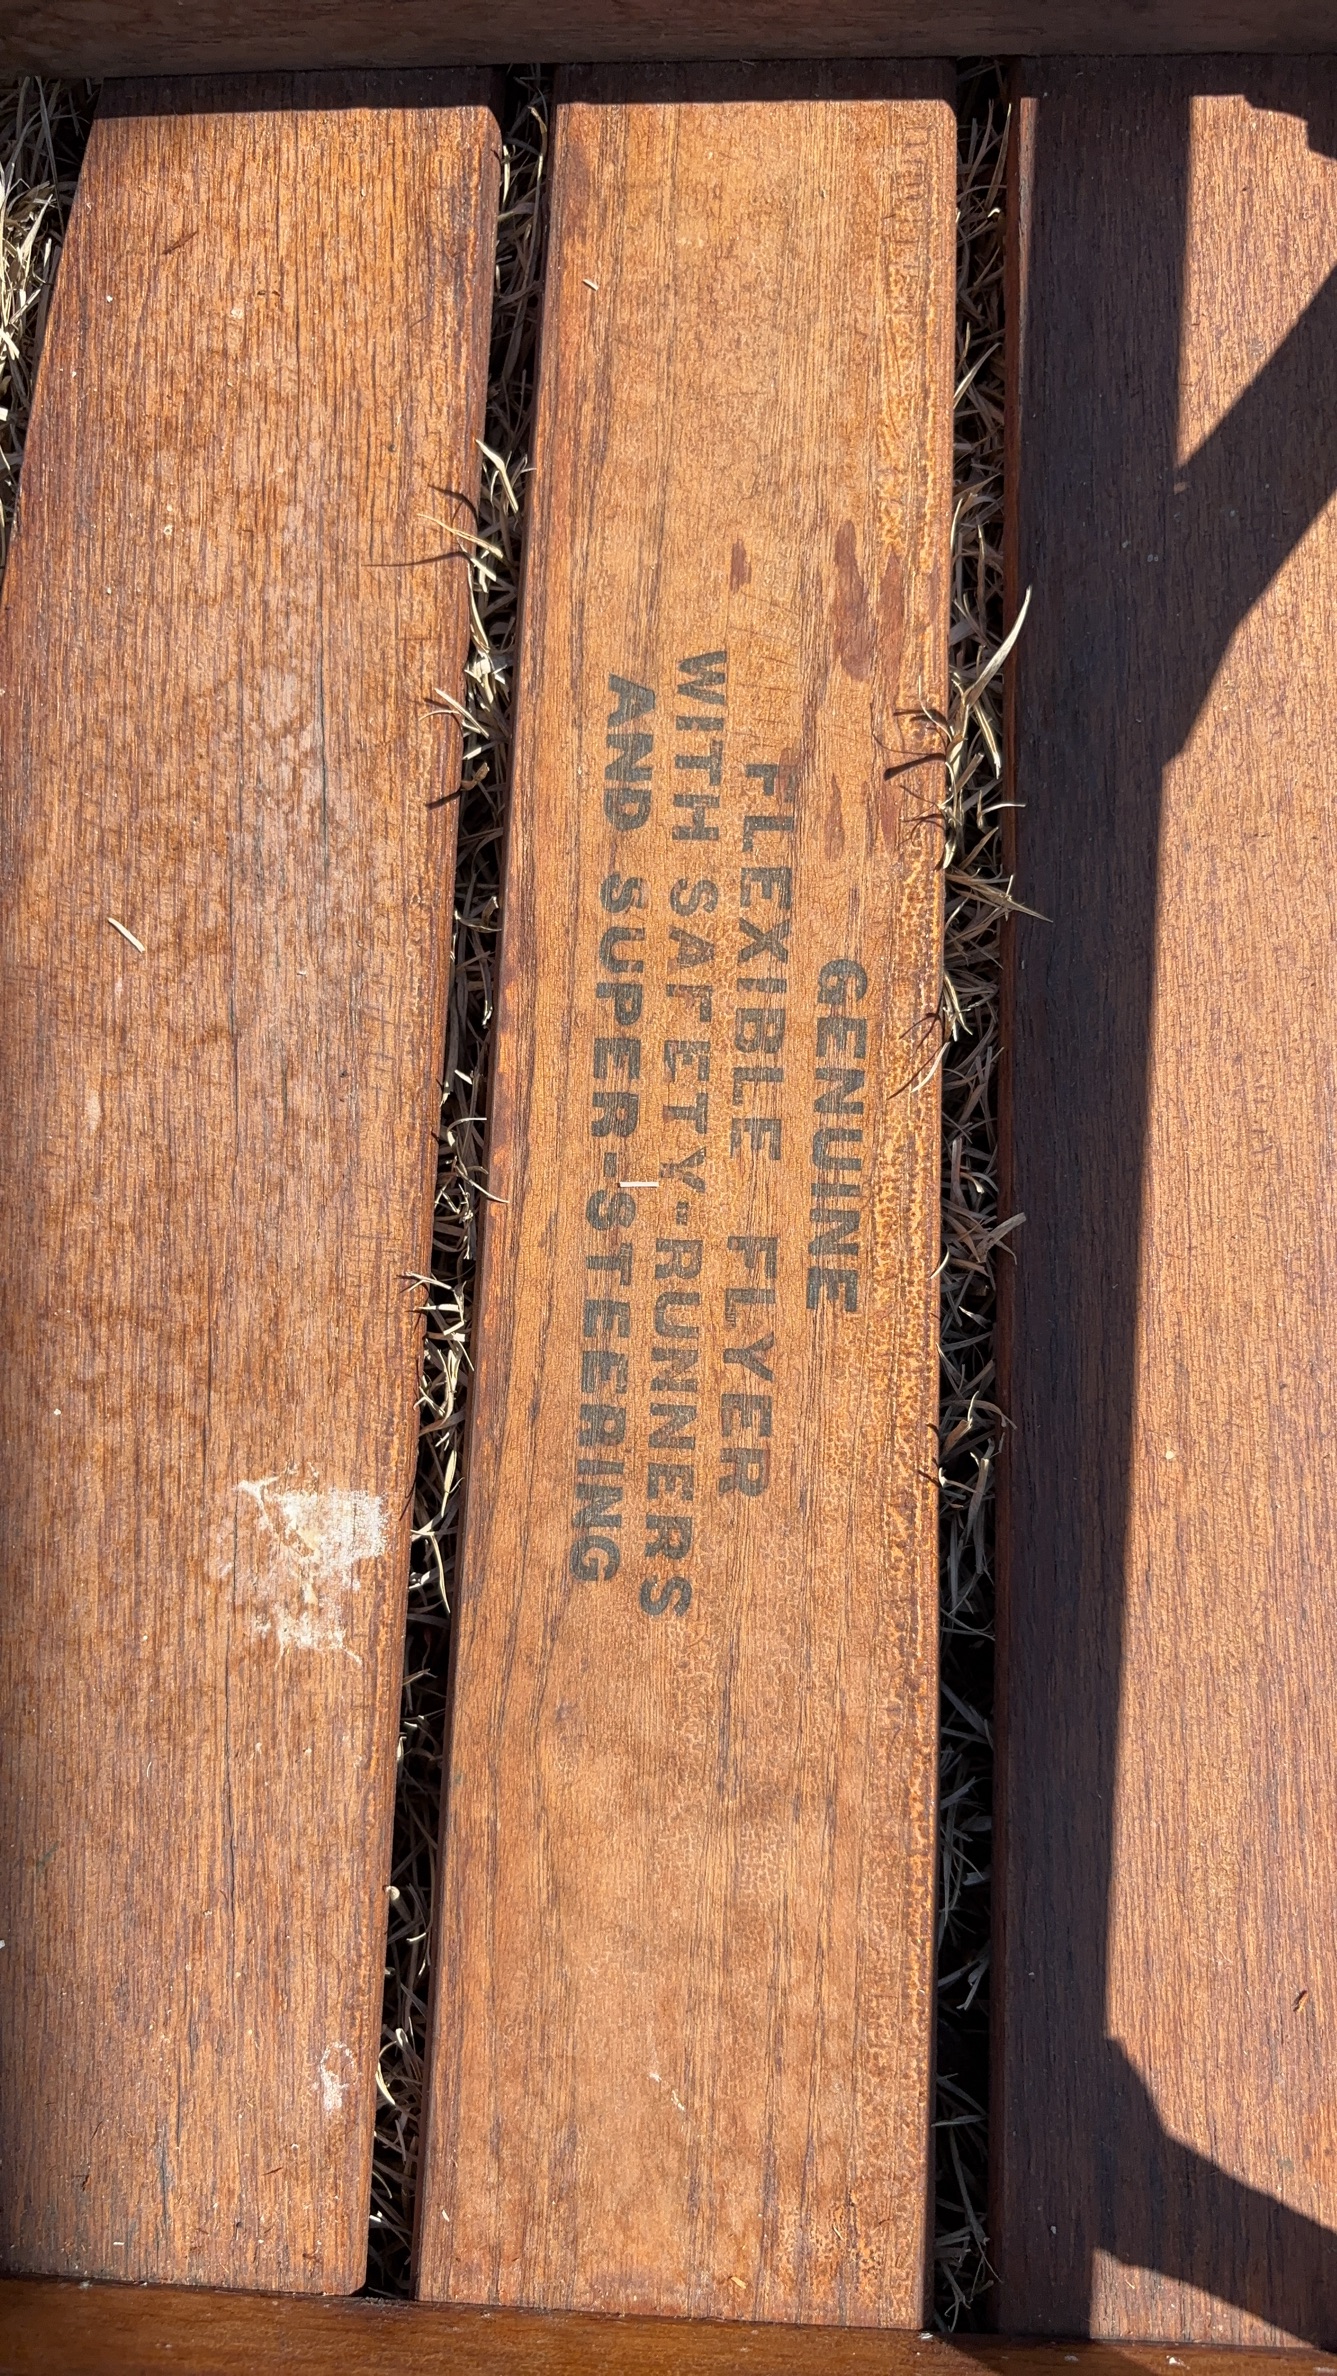 GENUINE
FLEXIBLE FLYER
WITH SAFETY-RUNNERS
AND SUPER-STEERING